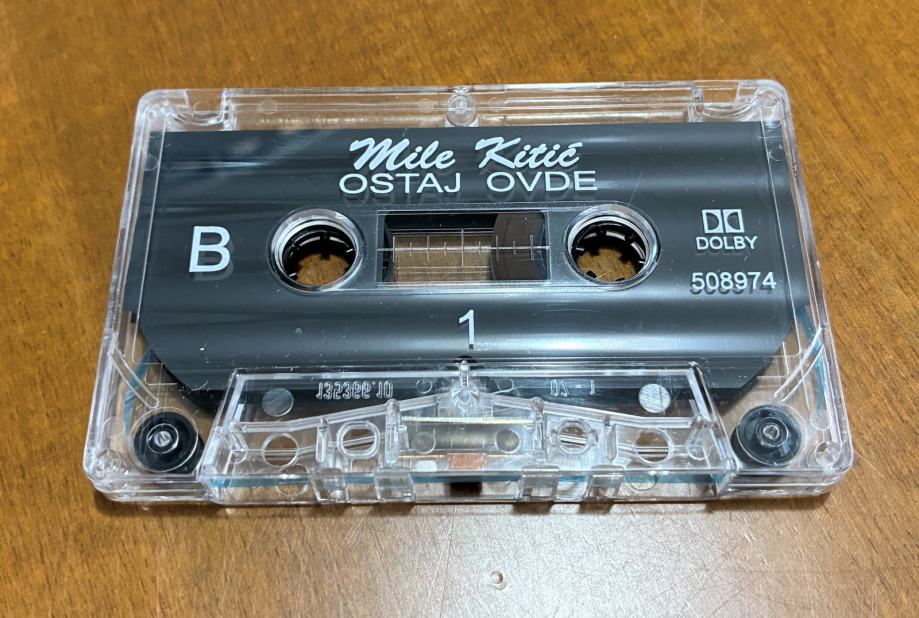 Mile Kitić
OSTAJ OVDE
B
DOLBY
508974
1